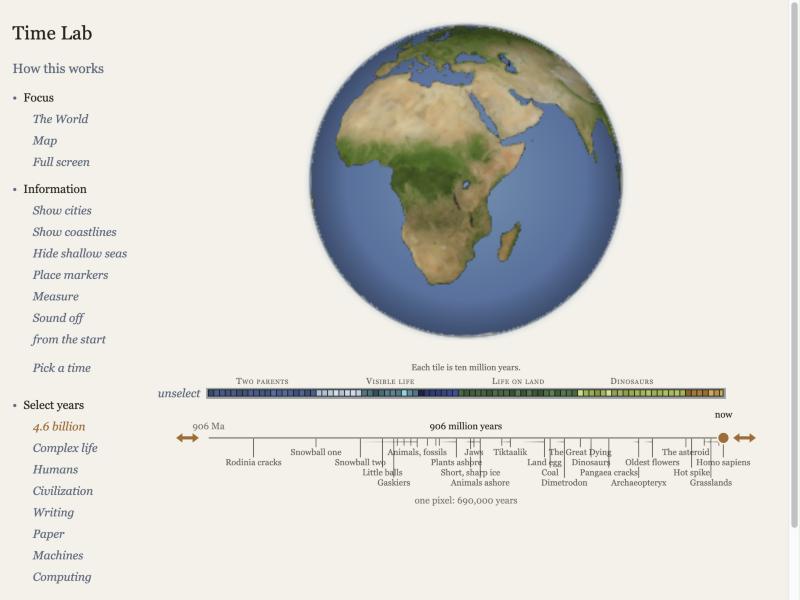 Time Lab
How this works
Focus
The World
Map
Full screen
Information
Show cities
Show coastlines
Hide shallow seas
Place markers
Measure
Sound off
from the start
Pick a time
Select years
4.6 billion
Complex life
Humans
Civilization
Writing
Paper
Machines
Computing
Each tile is ten million years.
Two parents Visible life Life on land Dinosaurs
unselect
now
906 Ma 906 million years
Snowball one Animals, fossils Jaws Tiktaalik The Great Dying The asteroid
Rodinia cracks Snowball two Plants ashore Land egg Dinosaurs Oldest flowers Homo sapiens
Little balls Short, sharp ice Coal Pangaea cracks Hot spike
Gaskiers Animals ashore Dimetrodon Archaeopteryx Grasslands
one pixel: 690,000 years